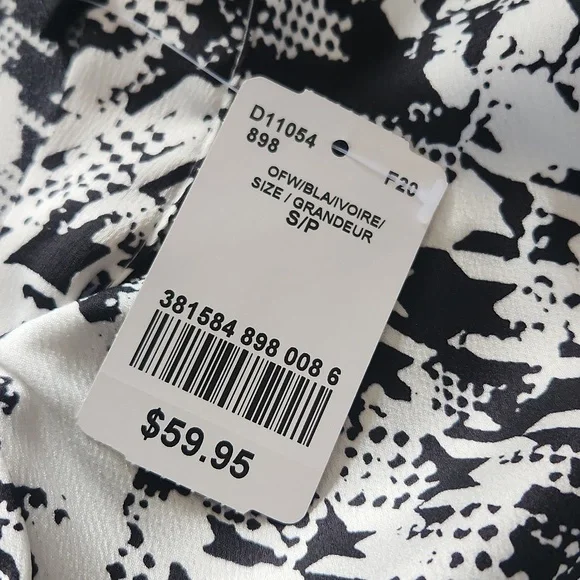 D11054
898
F20
OFW/BLA/IVOIRE/
SIZE / GRANDEUR
S/P
381584 898 008 6
$59.95